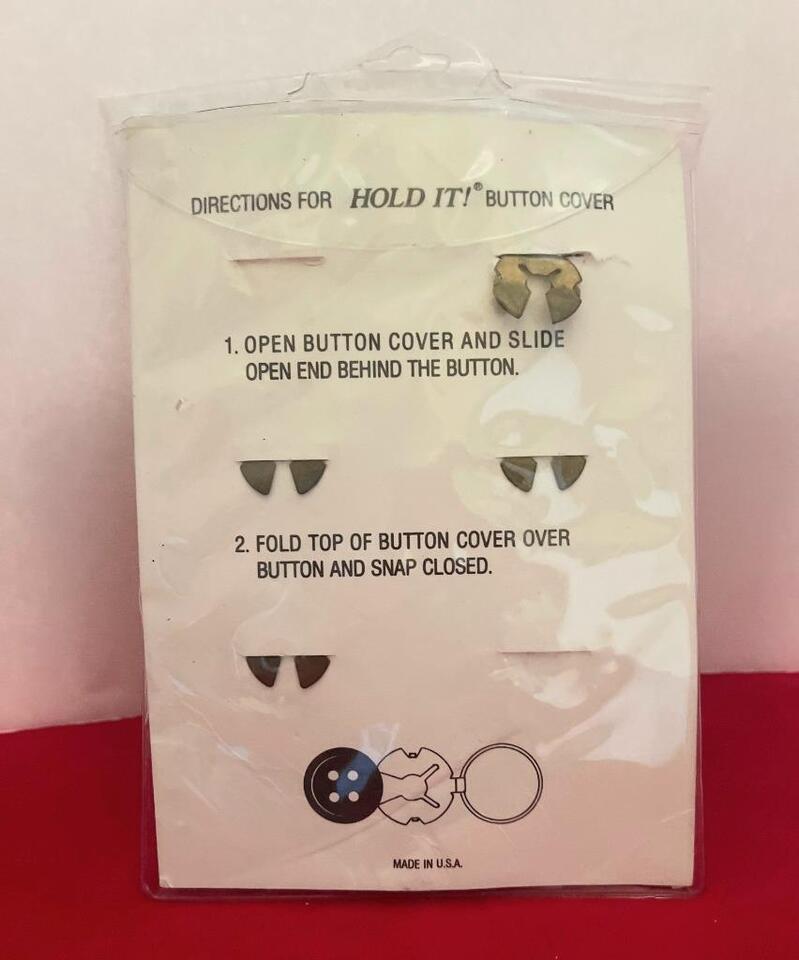 DIRECTIONS FOR HOLD IT!® BUTTON COVER
1. OPEN BUTTON COVER AND SLIDE
OPEN END BEHIND THE BUTTON.
2. FOLD TOP OF BUTTON COVER OVER
BUTTON AND SNAP CLOSED.
MADE IN U.S.A.